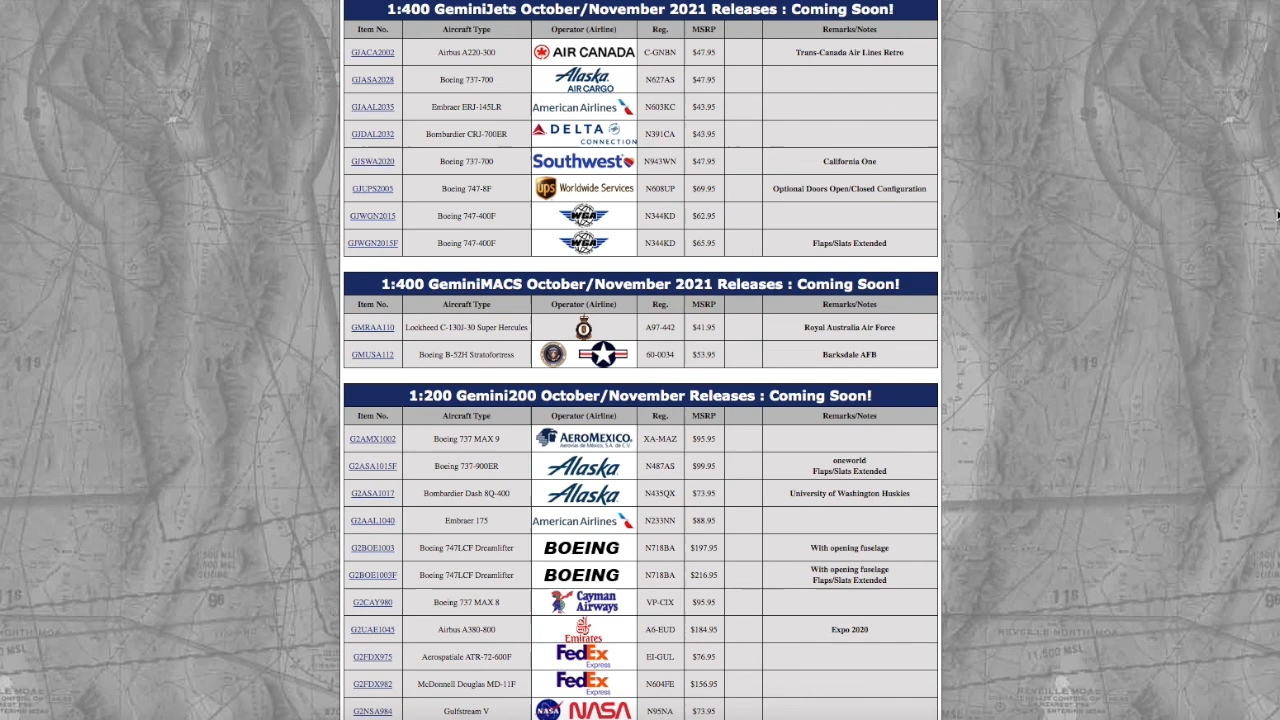 1:400 GeminiJets October/November 2021 Releases : Coming Soon!
Item No. Aircraft Type Operator (Airline) Reg. MSRP Remarks/Notes
GJACA2002 Airbus A220-300 AIR CANADA C-GNBN $47.95 Trans-Canada Air Lines Retro
GJASA2028 Boeing 737-700 Alaska AIR CARGO N627AS $47.95
GJAAL2035 Embraer ERJ-145LR American Airlines N603KC $43.95
GJDAL2032 Bombardier CRJ-700ER DELTA CONNECTION N391CA $43.95
GJSWA2020 Boeing 737-700 Southwest N943WN $47.95 California One
GJUPS2005 Boeing 747-8F ups Worldwide Services N608UP $69.95 Optional Doors Open/Closed Configuration
GJWGN2015 Boeing 747-400F WGA N344KD $62.95
GJWGN2015F Boeing 747-400F WGA N344KD $65.95 Flaps/Slats Extended
1:400 GeminiMACS October/November 2021 Releases : Coming Soon!
Item No. Aircraft Type Operator (Airline) Reg. MSRP Remarks/Notes
GMRAA110 Lockheed C-130J-30 Super Hercules A97-442 $41.95 Royal Australia Air Force
GMUSA112 Boeing B-52H Stratofortress 60-0034 $53.95 Barksdale AFB
1:200 Gemini200 October/November Releases : Coming Soon!
Item No. Aircraft Type Operator (Airline) Reg. MSRP Remarks/Notes
G2AMX1002 Boeing 737 MAX 9 AEROMEXICO. Aerovías de México, S.A. de C.V. XA-MAZ $95.95
G2ASA1015F Boeing 737-900ER Alaska N487AS $99.95 oneworld
Flaps/Slats Extended
G2ASA1017 Bombardier Dash 8Q-400 Alaska N435QX $73.95 University of Washington Huskies
G2AAL1040 Embraer 175 American Airlines N233NN $88.95
G2BOE1003 Boeing 747LCF Dreamlifter BOEING N718BA $197.95 With opening fuselage
G2BOE1003F Boeing 747LCF Dreamlifter BOEING N718BA $216.95 With opening fuselage
Flaps/Slats Extended
G2CAY980 Boeing 737 MAX 8 Cayman Airways VP-CIX $95.95
G2UAE1045 Airbus A380-800 Emirates A6-EUD $184.95 Expo 2020
G2FDX975 Aerospatiale ATR-72-600F FedEx Express EI-GUL $76.95
G2FDX982 McDonnell Douglas MD-11F FedEx Express N604FE $156.95
Gulfstream V NASA NASA N95NA $73.95